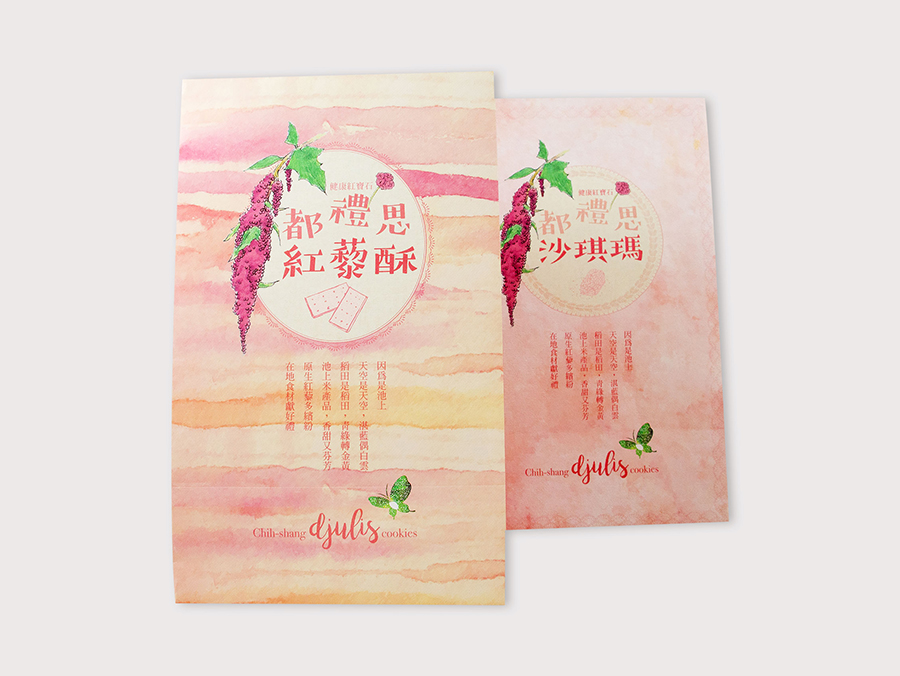 健康紅寶石
都禮思
紅藜酥
因為是池上
天空是天空，湛藍偶白雲
稻田是稻田，青綠轉金黃
池上米產品，香甜又芬芳
原生紅藜多繽紛
在地食材獻好禮
Chih-shang djulis cookies
健康紅寶石
都禮思
沙琪瑪
因為是池上
天空是天空，湛藍偶白雲
稻田是稻田，青綠轉金黃
池上米產品，香甜又芬芳
原生紅藜多繽紛
在地食材獻好禮
Chih-shang djulis cookies